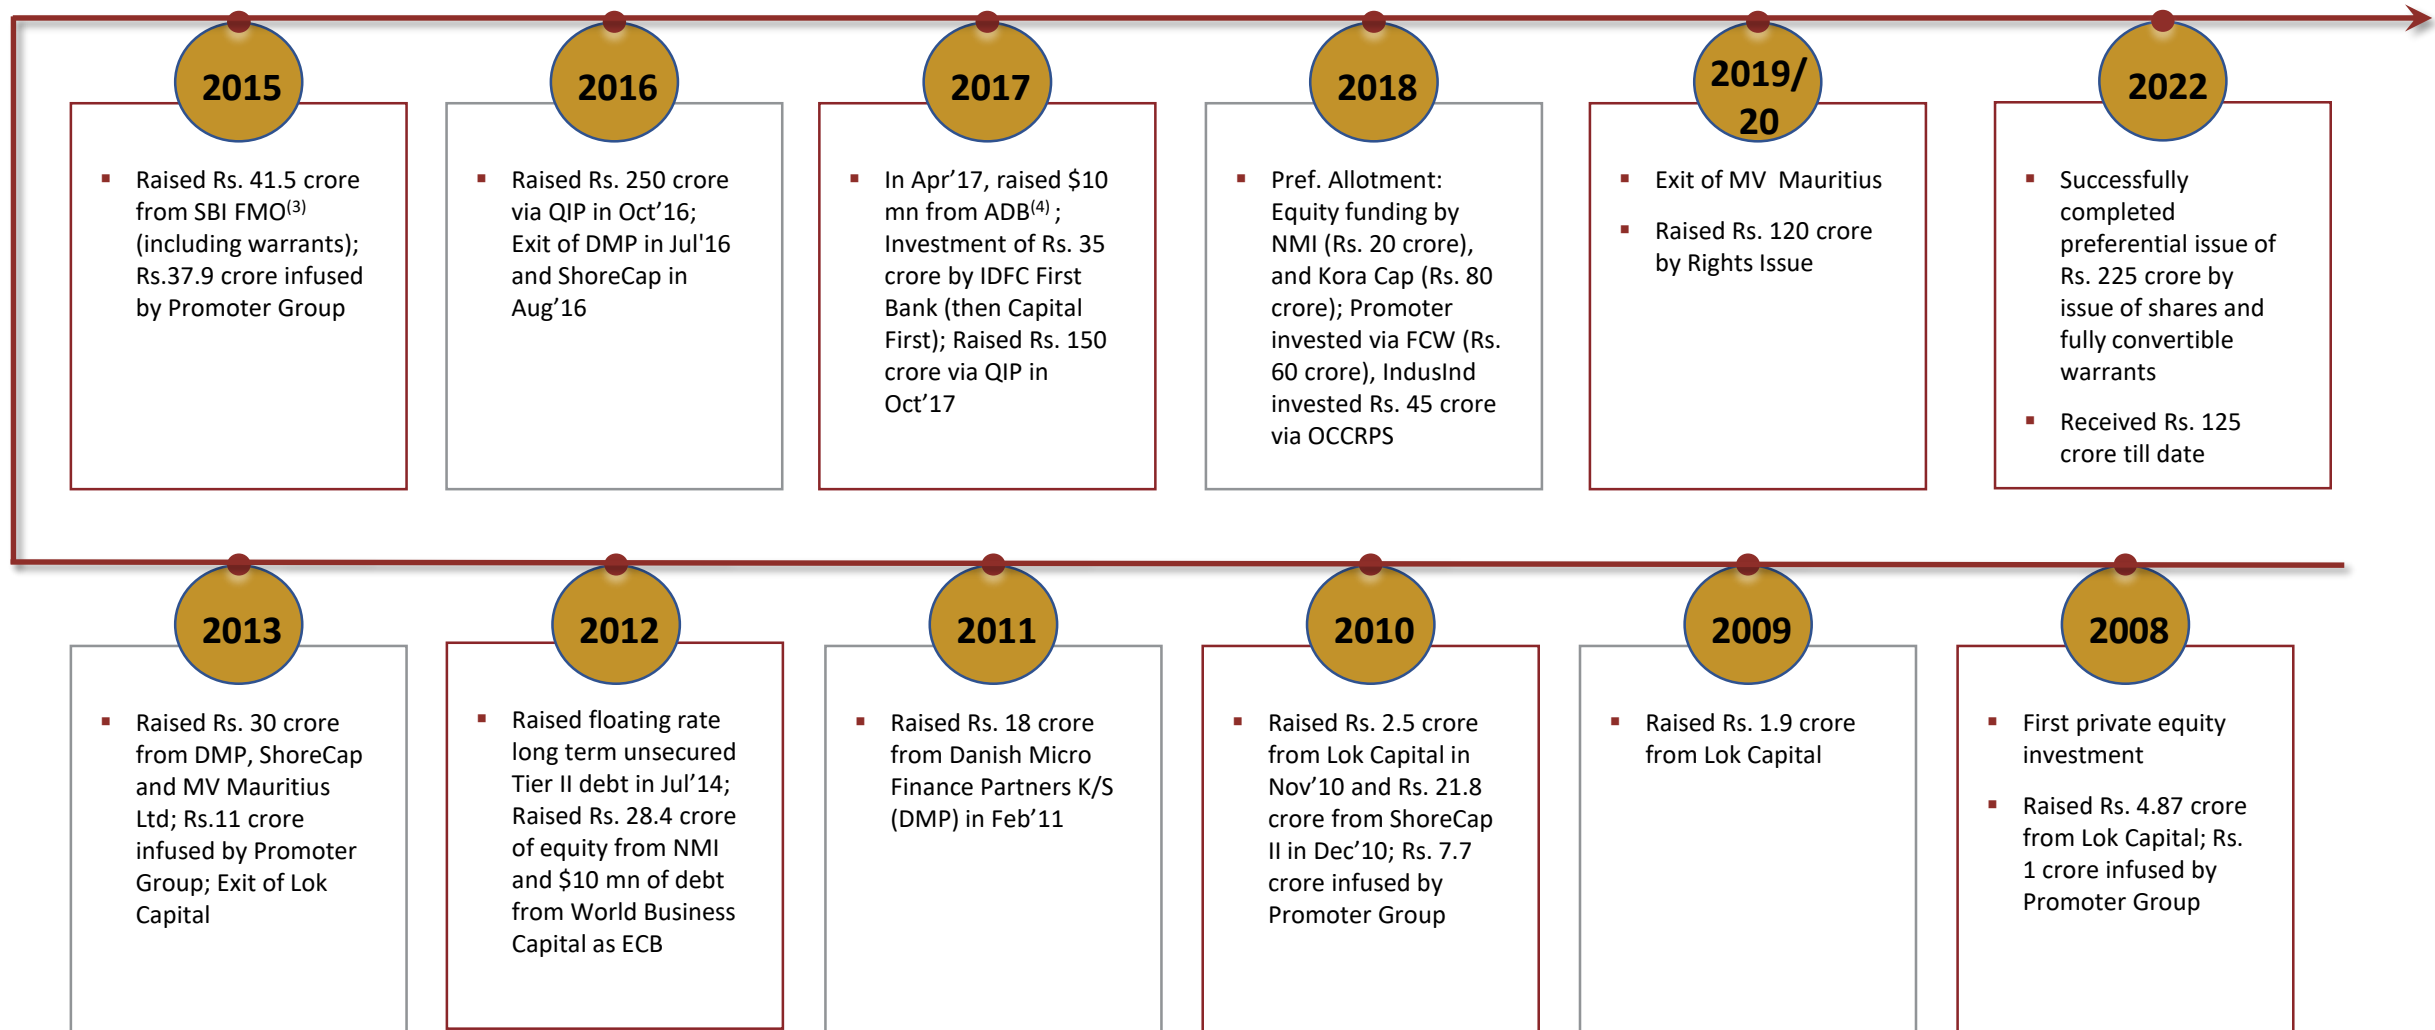 2015
Raised Rs. 41.5 crore
from SBI FMO(3)
(including warrants);
Rs.37.9 crore infused
by Promoter Group
2016
Raised Rs. 250 crore
via QIP in Oct’16;
Exit of DMP in Jul'16
and ShoreCap in
Aug’16
2017
In Apr’17, raised $10
mn from ADB(4) ;
Investment of Rs. 35
crore by IDFC First
Bank (then Capital
First); Raised Rs. 150
crore via QIP in
Oct’17
2018
Pref. Allotment:
Equity funding by
NMI (Rs. 20 crore),
and Kora Cap (Rs. 80
crore); Promoter
invested via FCW (Rs.
60 crore), IndusInd
invested Rs. 45 crore
via OCCRPS
2019/
20
Exit of MV  Mauritius
Raised Rs. 120 crore
by Rights Issue
2022
Successfully
completed
preferential issue of
Rs. 225 crore by
issue of shares and
fully convertible
warrants
Received Rs. 125
crore till date
2013
Raised Rs. 30 crore
from DMP, ShoreCap
and MV Mauritius
Ltd; Rs.11 crore
infused by Promoter
Group; Exit of Lok
Capital
2012
Raised floating rate
long term unsecured
Tier II debt in Jul’14;
Raised Rs. 28.4 crore
of equity from NMI
and $10 mn of debt
from World Business
Capital as ECB
2011
Raised Rs. 18 crore
from Danish Micro
Finance Partners K/S
(DMP) in Feb’11
2010
Raised Rs. 2.5 crore
from Lok Capital in
Nov’10 and Rs. 21.8
crore from ShoreCap
II in Dec’10; Rs. 7.7
crore infused by
Promoter Group
2009
Raised Rs. 1.9 crore
from Lok Capital
2008
First private equity
investment
Raised Rs. 4.87 crore
from Lok Capital; Rs.
1 crore infused by
Promoter Group